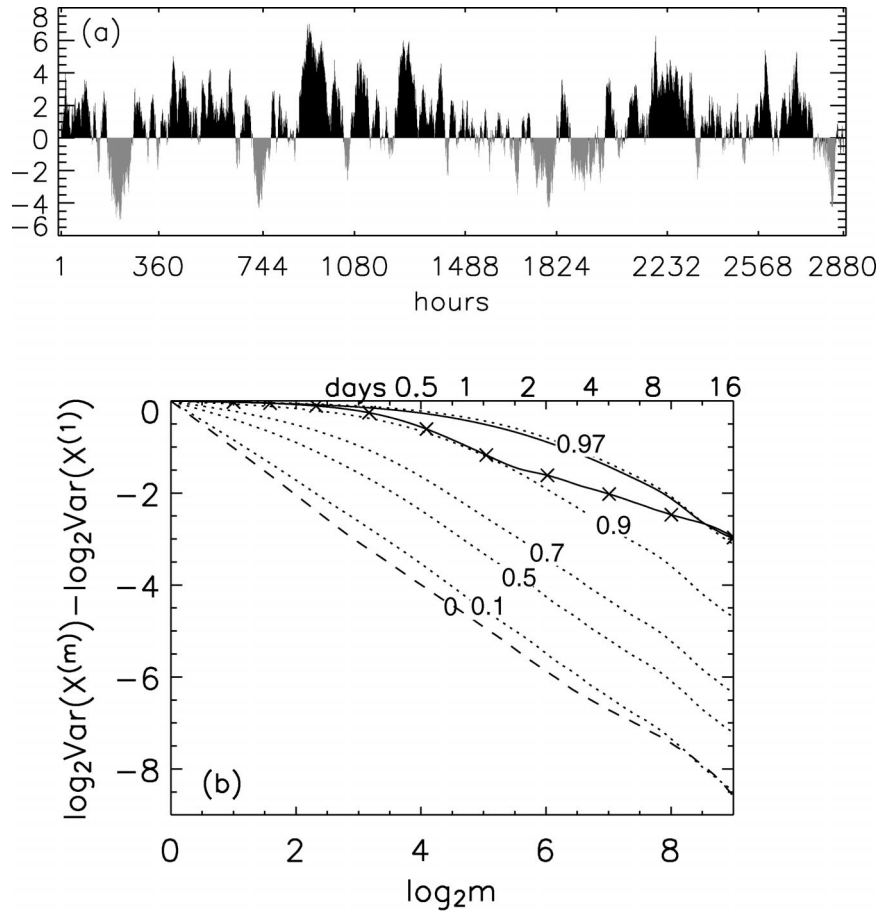 8
(a)
6
4
2
0
−2
−4
−6
1 360 744 1080 1488 1824 2232 2568 2880
hours
days 0.5 1 2 4 8 16
0
0.97
−2
0.9
0.7
−4
0.5
0 0.1
−6
−8
(b)
log₂Var(X⁽ᵐ⁾)−log₂Var(X⁽¹⁾)
0 2 4 6 8
log₂m